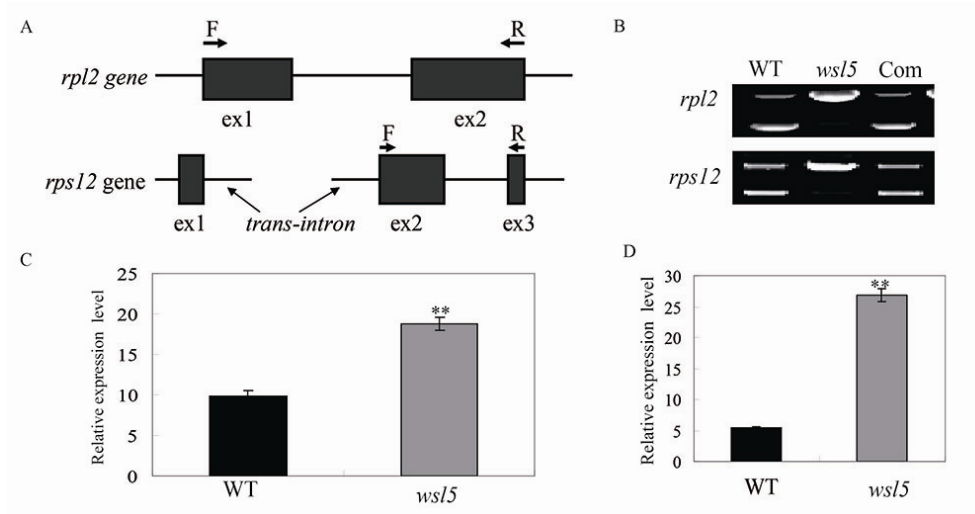 A
F
R
rpl2 gene
ex1
ex2
F
R
rps12 gene
ex1
trans-intron
ex2
ex3
B
WT
wsl5
Com
rpl2
rps12
C
Relative expression level
25
20
15
10
5
0
**
WT
wsl5
D
Relative expression level
30
25
20
15
10
5
0
**
WT
wsl5